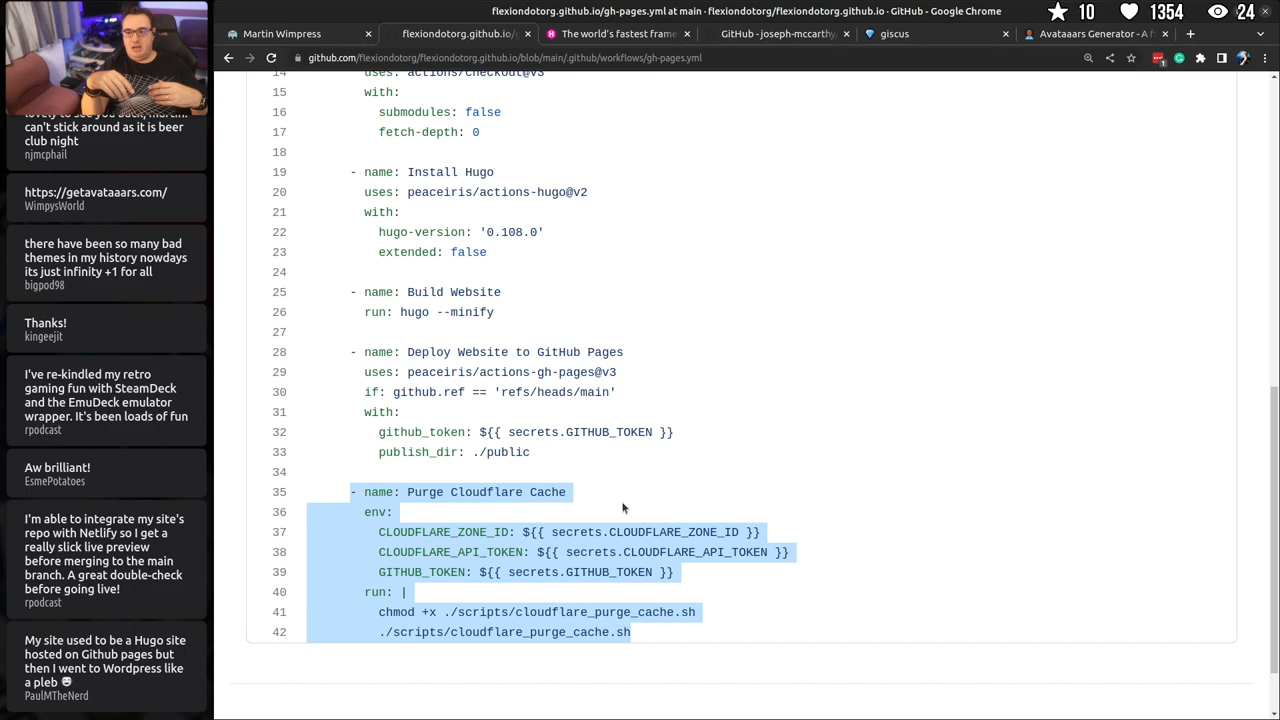 flexiondotorg.github.io/gh-pages.yml at main · flexiondotorg/flexiondotorg.github.io · GitHub - Google Chrome
10 1354 24
Martin Wimpress
flexiondotorg.github.io/g
The world's fastest frame
GitHub - joseph-mccarth
giscus
Avataaars Generator - A f
github.com/flexiondotorg/flexiondotorg.github.io/blob/main/.github/workflows/gh-pages.yml
lovely to see you back, martin.
can't stick around as it is beer
club night
njmcphail
https://getavataaars.com/
WimpysWorld
there have been so many bad
themes in my history nowdays
its just infinity +1 for all
bigpod98
Thanks!
kingeejit
I've re-kindled my retro
gaming fun with SteamDeck
and the EmuDeck emulator
wrapper. It's been loads of fun
rpodcast
Aw brilliant!
EsmePotatoes
I'm able to integrate my site's
repo with Netlify so I get a
really slick live preview
before merging to the main
branch. A great double-check
before going live!
rpodcast
My site used to be a Hugo site
hosted on Github pages but
then I went to Wordpress like
a pleb
PaulMTheNerd
14 uses: actions/checkout@v3
15 with:
16 submodules: false
17 fetch-depth: 0
18
19 - name: Install Hugo
20 uses: peaceiris/actions-hugo@v2
21 with:
22 hugo-version: '0.108.0'
23 extended: false
24
25 - name: Build Website
26 run: hugo --minify
27
28 - name: Deploy Website to GitHub Pages
29 uses: peaceiris/actions-gh-pages@v3
30 if: github.ref == 'refs/heads/main'
31 with:
32 github_token: ${{ secrets.GITHUB_TOKEN }}
33 publish_dir: ./public
34
35 - name: Purge Cloudflare Cache
36 env:
37 CLOUDFLARE_ZONE_ID: ${{ secrets.CLOUDFLARE_ZONE_ID }}
38 CLOUDFLARE_API_TOKEN: ${{ secrets.CLOUDFLARE_API_TOKEN }}
39 GITHUB_TOKEN: ${{ secrets.GITHUB_TOKEN }}
40 run: |
41 chmod +x ./scripts/cloudflare_purge_cache.sh
42 ./scripts/cloudflare_purge_cache.sh